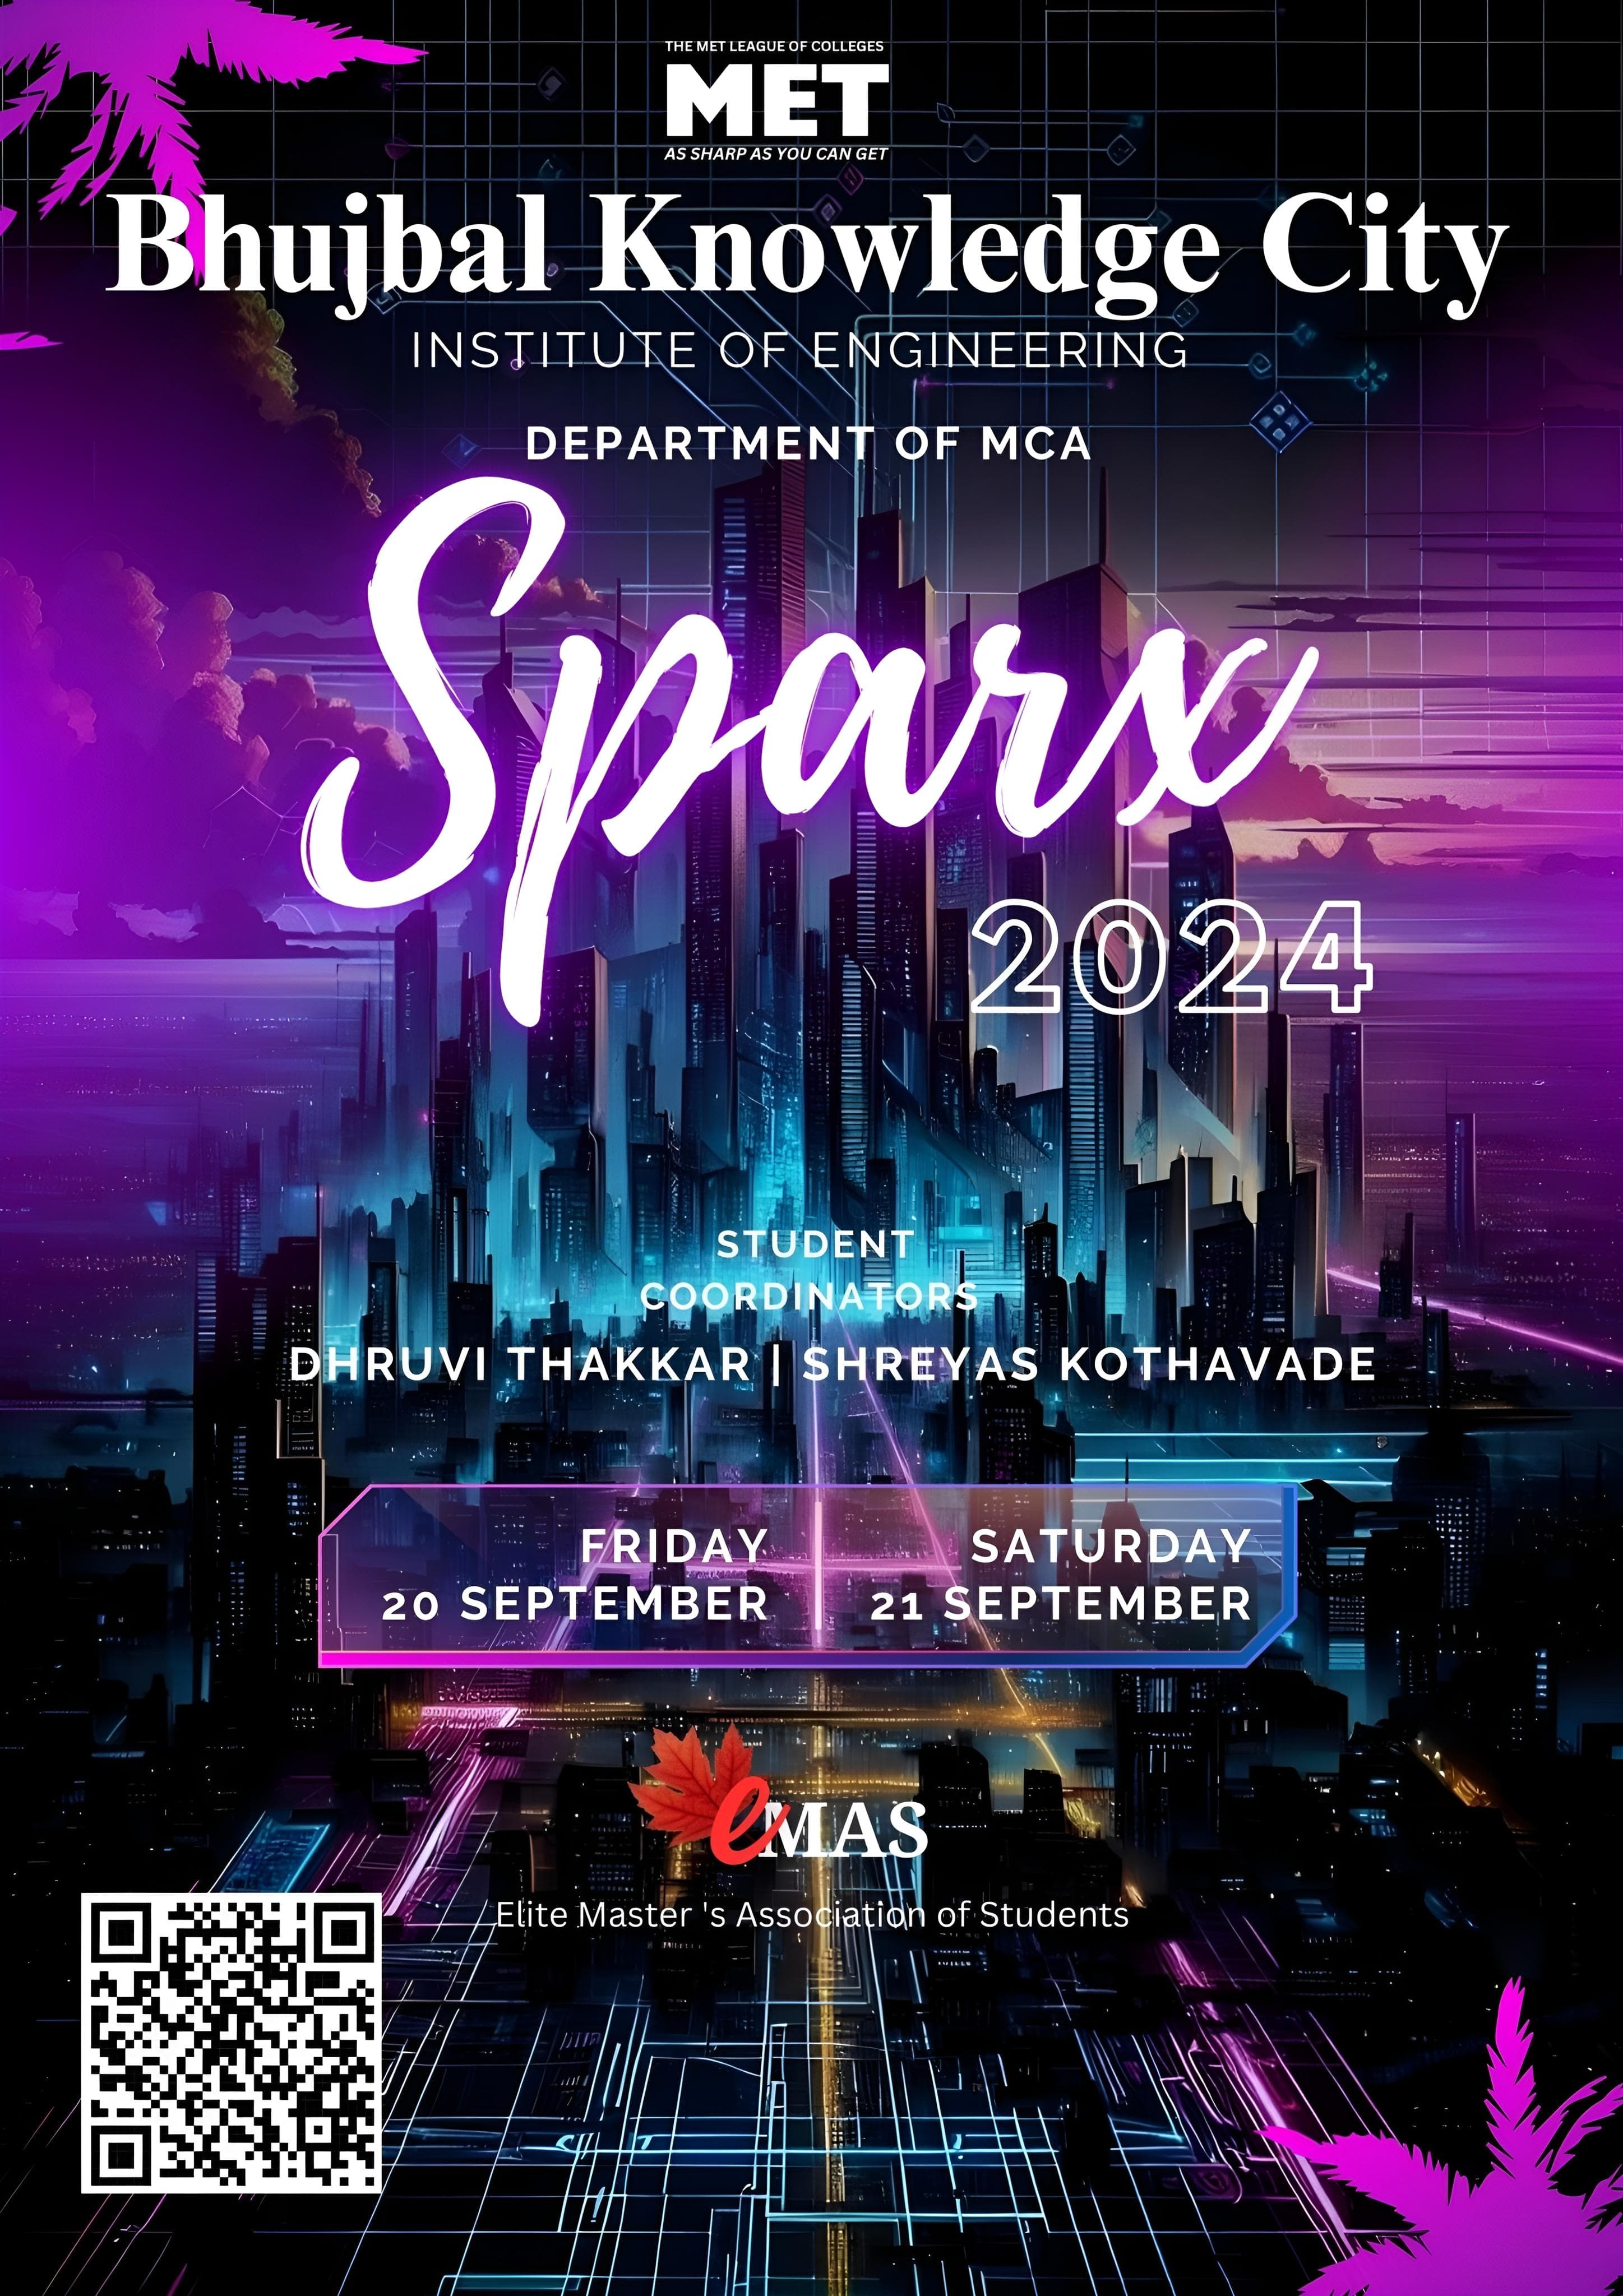 THE MET LEAGUE OF COLLEGES
MET
AS SHARP AS YOU CAN GET
Bhujbal Knowledge City
INSTITUTE OF ENGINEERING
DEPARTMENT OF MCA
Sparx
2024
STUDENT
COORDINATORS
DHRUVI THAKKAR | SHREYAS KOTHAVADE
FRIDAY
20 SEPTEMBER
SATURDAY
21 SEPTEMBER
eMAS
Elite Master 's Association of Students